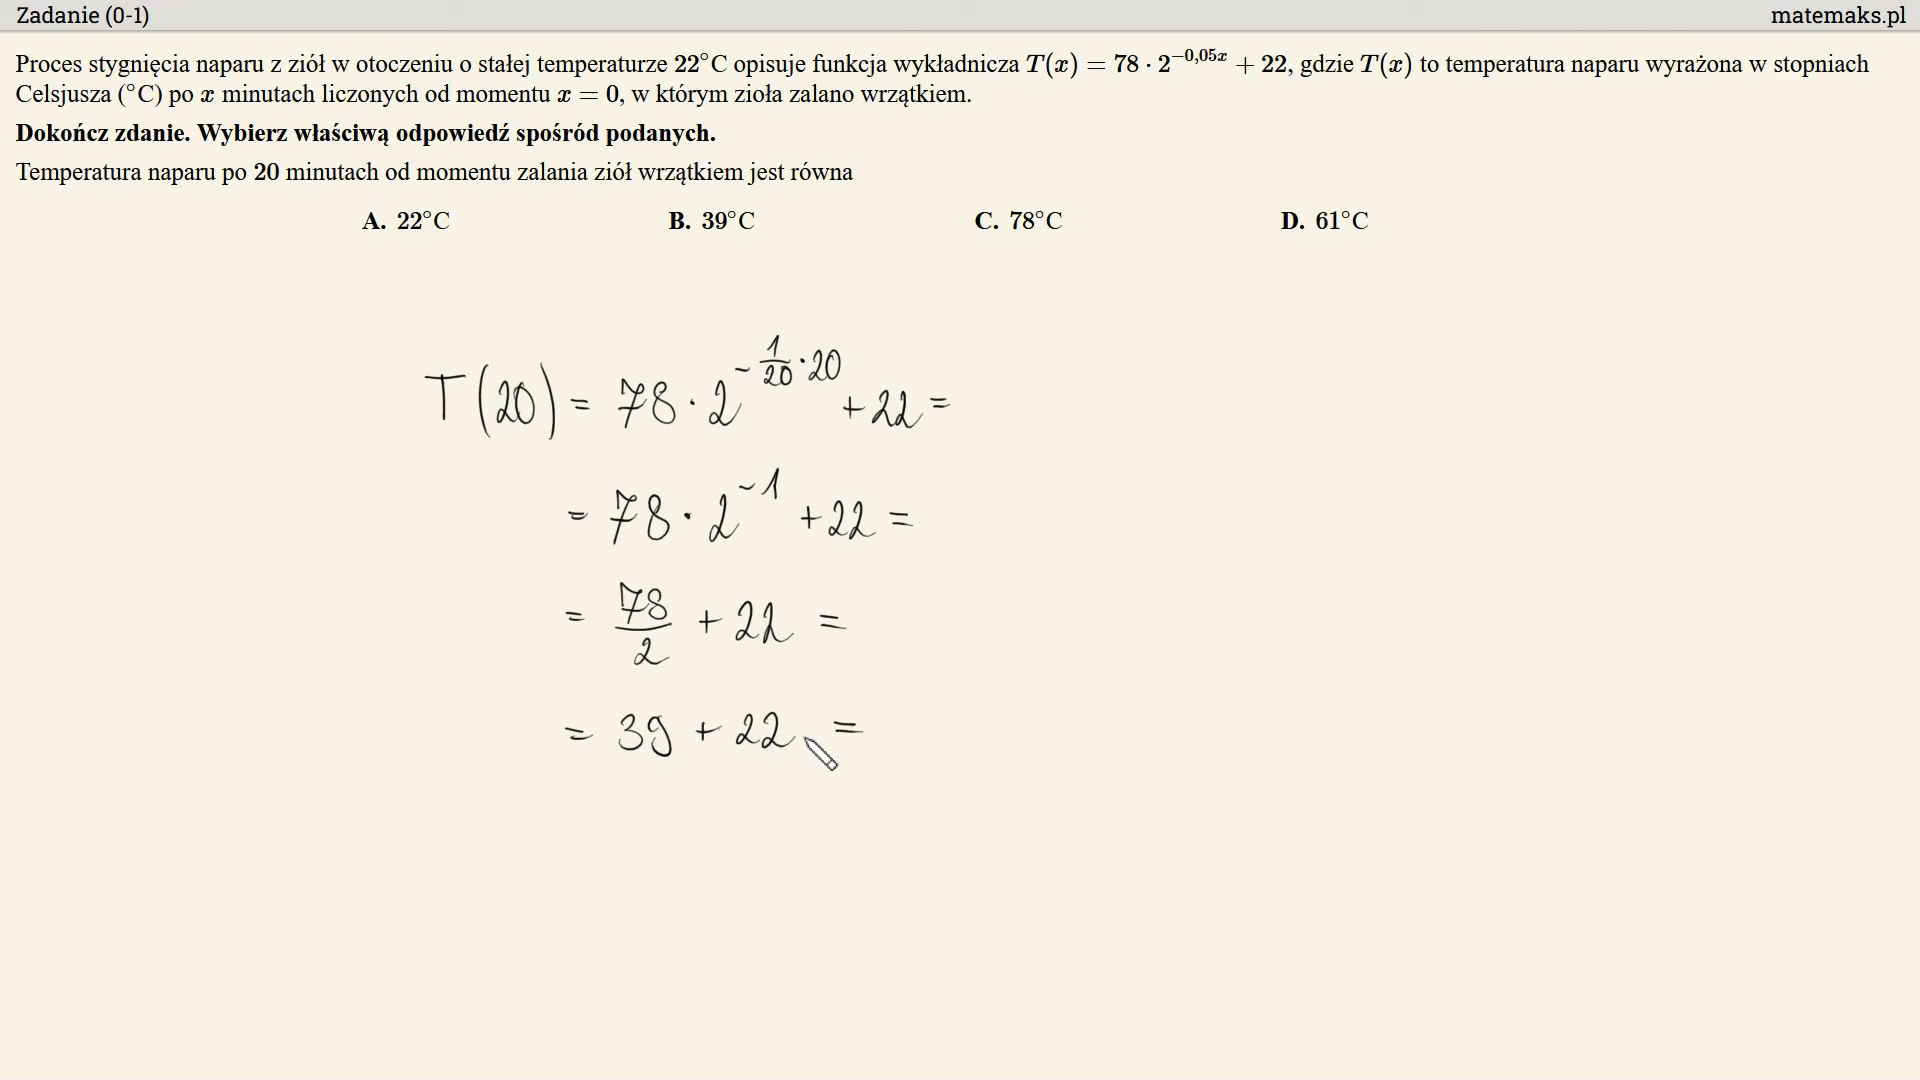 Zadanie (0-1) matemaks.pl
Proces stygnięcia naparu z ziół w otoczeniu o stałej temperaturze 22°C opisuje funkcja wykładnicza T(x) = 78 · 2^{−0,05x} + 22, gdzie T(x) to temperatura naparu wyrażona w stopniach
Celsjusza (°C) po x minutach liczonych od momentu x = 0, w którym zioła zalano wrzątkiem.
Dokończ zdanie. Wybierz właściwą odpowiedź spośród podanych.
Temperatura naparu po 20 minutach od momentu zalania ziół wrzątkiem jest równa
A. 22°C B. 39°C C. 78°C D. 61°C
T(20) = 78 · 2^{−\frac{1}{20} · 20} + 22 =
= 78 · 2^{−1} + 22 =
= \frac{78}{2} + 22 =
= 39 + 22 =